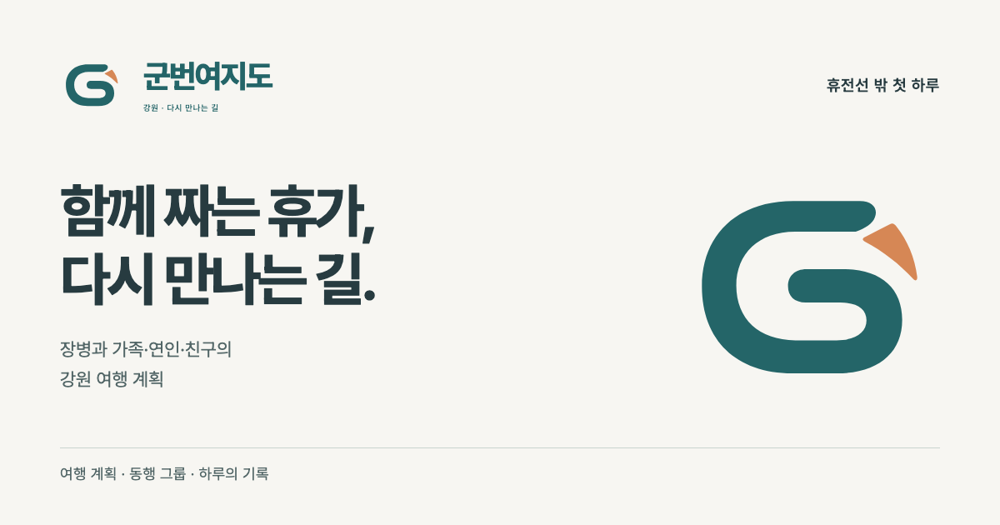 군번여지도
강원 · 다시 만나는 길
휴전선 밖 첫 하루
함께 짜는 휴가,
다시 만나는 길.
장병과 가족·연인·친구의
강원 여행 계획
여행 계획 · 동행 그룹 · 하루의 기록